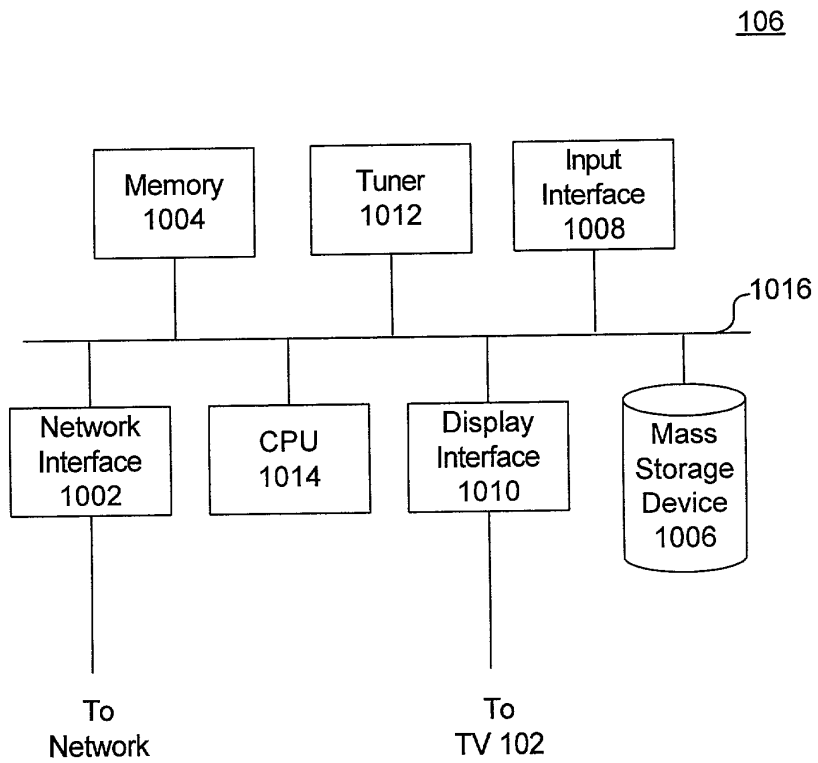 106
Memory
1004
Tuner
1012
Input
Interface
1008
1016
Network
Interface
1002
CPU
1014
Display
Interface
1010
Mass
Storage
Device
1006
To
Network
To
TV 102